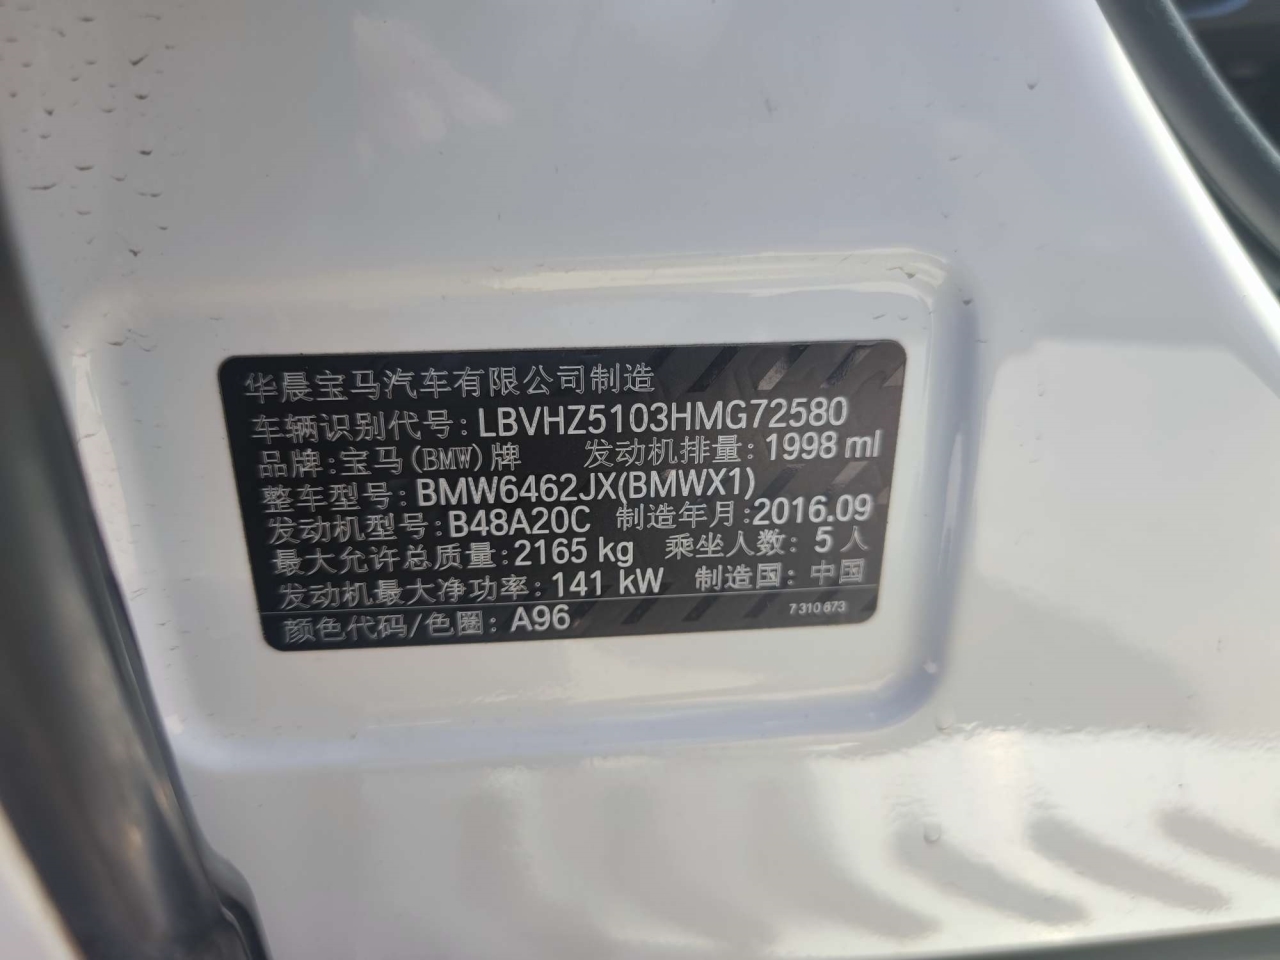 华晨宝马汽车有限公司制造
车辆识别代号: LBVHZ5103HMG72580
品牌: 宝马(BMW)牌 发动机排量: 1998 ml
整车型号: BMW6462JX(BMWX1)
发动机型号: B48A20C 制造年月: 2016.09
最大允许总质量: 2165 kg 乘坐人数: 5 人
发动机最大净功率: 141 kW 制造国: 中国
颜色代码/色圈: A96 7 310 673